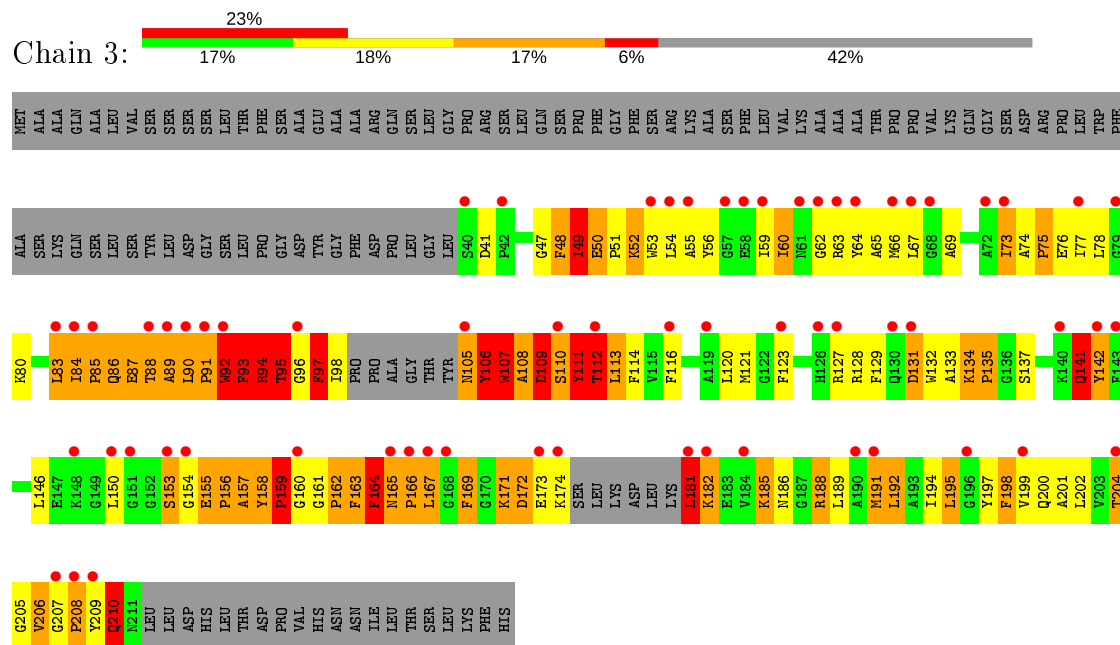 23%
Chain 3:
17% 18% 17% 6% 42%
MET ALA ALA GLN ALA LEU VAL SER SER SER SER LEU THR PHE SER ALA GLU ALA ALA ARG GLN SER LEU GLY PRO ARG SER LEU GLN SER PRO PHE GLY PHE SER ARG LYS ALA SER PHE LEU VAL LYS ALA ALA ALA THR PRO PRO VAL LYS GLN GLY SER ASP ARG PRO LEU TRP PHE
ALA SER LYS GLN SER LEU SER TYR LEU ASP GLY SER LEU PRO GLY ASP TYR GLY PHE ASP PRO LEU GLY LEU S40 D41 P42 G47 F48 I49 E50 P51 K52 W53 L54 A55 Y56 G57 E58 I59 I60 N61 G62 R63 Y64 A65 M66 L67 G68 A69 A72 I73 A74 P75 E76 I77 L78 G79
K80 L83 I84 P85 Q86 E87 T88 A89 L90 P91 W92 F93 R94 T95 G96 F97 I98 PRO PRO ALA GLY THR TYR N105 Y106 W107 A108 D109 S110 Y111 T112 L113 F114 V115 F116 A119 L120 M121 G122 F123 H126 R127 R128 F129 Q130 D131 W132 A133 K134 P135 G136 S137 K140 Q141 Y142 E143
L146 E147 K148 G149 L150 G151 G152 S153 G154 E155 P156 A157 Y158 P159 G160 G161 P162 F163 F164 N165 P166 L167 G168 F169 G170 K171 D172 E173 K174 SER LEU LYS ASP LEU LYS L181 K182 E183 V184 K185 N186 G187 R188 L189 A190 M191 L192 A193 I194 L195 G196 Y197 F198 V199 Q200 A201 L202 V203 T204
G205 V206 G207 P208 Y209 Q210 N211 LEU LEU ASP HIS LEU THR ASP PRO VAL HIS ASN ASN ILE LEU THR SER LEU LYS PHE HIS